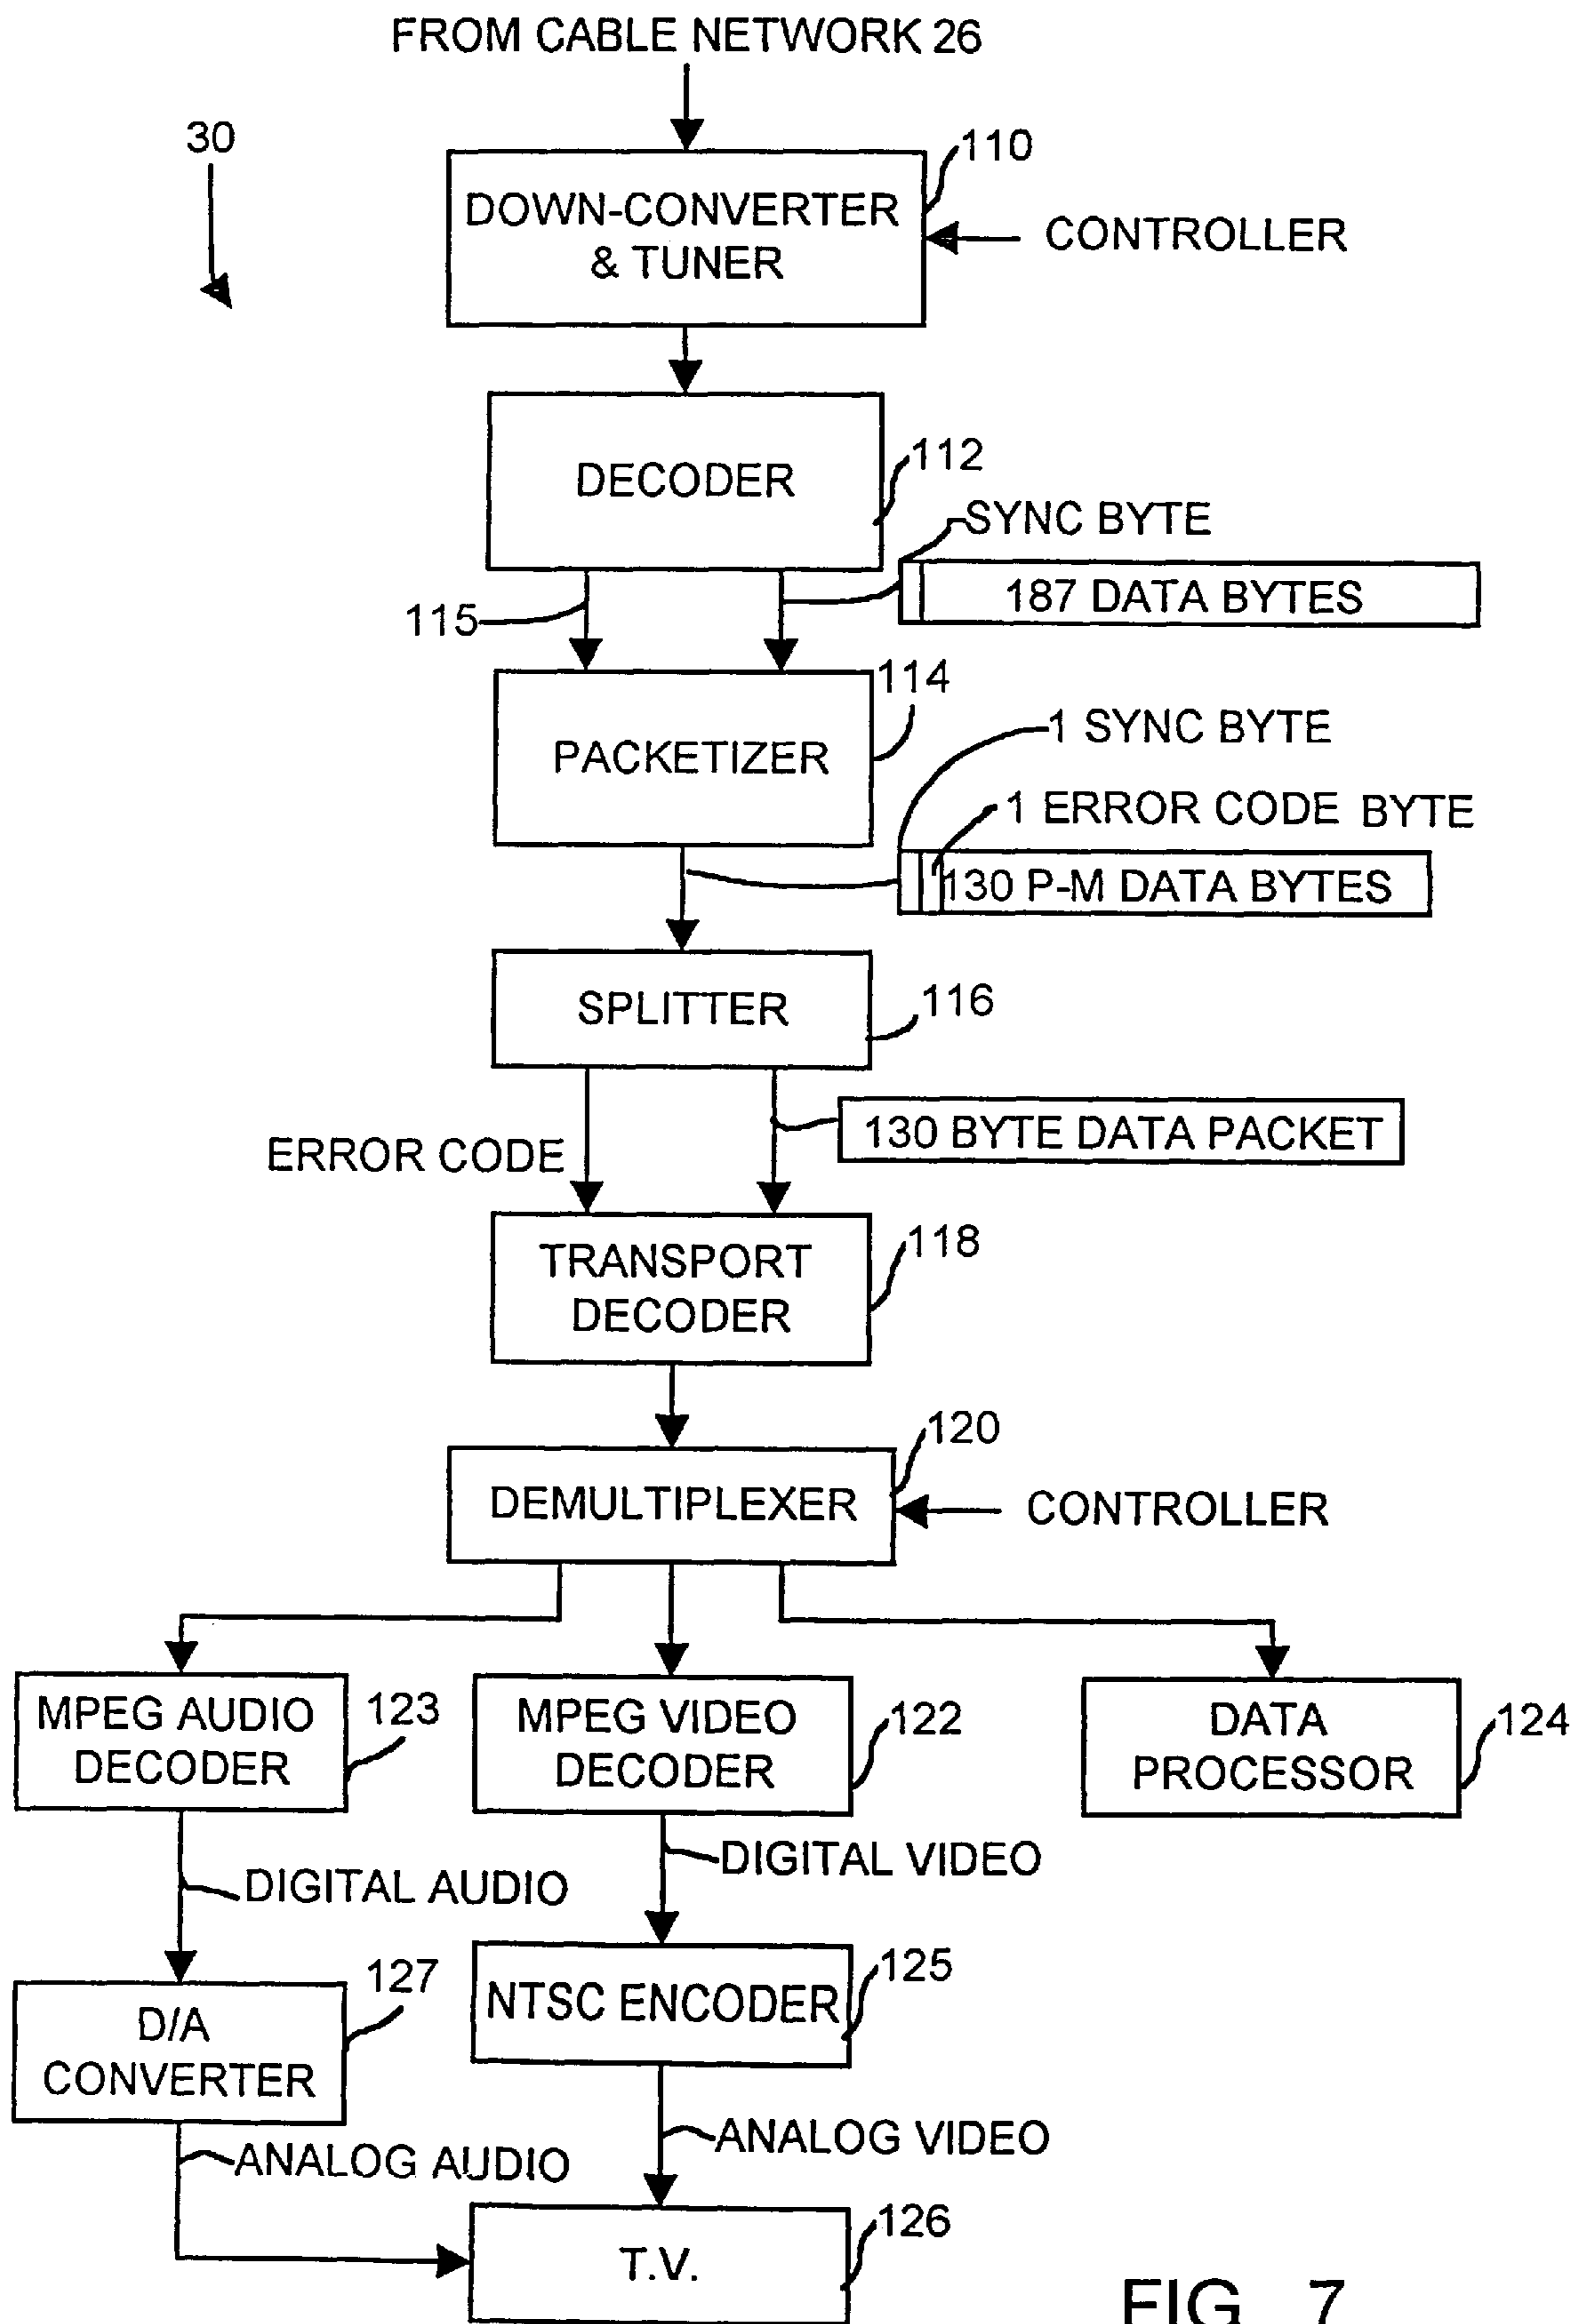 FROM CABLE NETWORK 26
30
110
DOWN-CONVERTER
& TUNER
CONTROLLER
DECODER
112
SYNC BYTE
187 DATA BYTES
115
114
PACKETIZER
1 SYNC BYTE
1 ERROR CODE BYTE
130 P-M DATA BYTES
SPLITTER
116
130 BYTE DATA PACKET
ERROR CODE
TRANSPORT
DECODER
118
120
DEMULTIPLEXER
CONTROLLER
MPEG AUDIO
DECODER
123
MPEG VIDEO
DECODER
122
DATA
PROCESSOR
124
DIGITAL VIDEO
DIGITAL AUDIO
127
NTSC ENCODER
125
D/A
CONVERTER
ANALOG VIDEO
ANALOG AUDIO
126
T.V.
FIG. 7